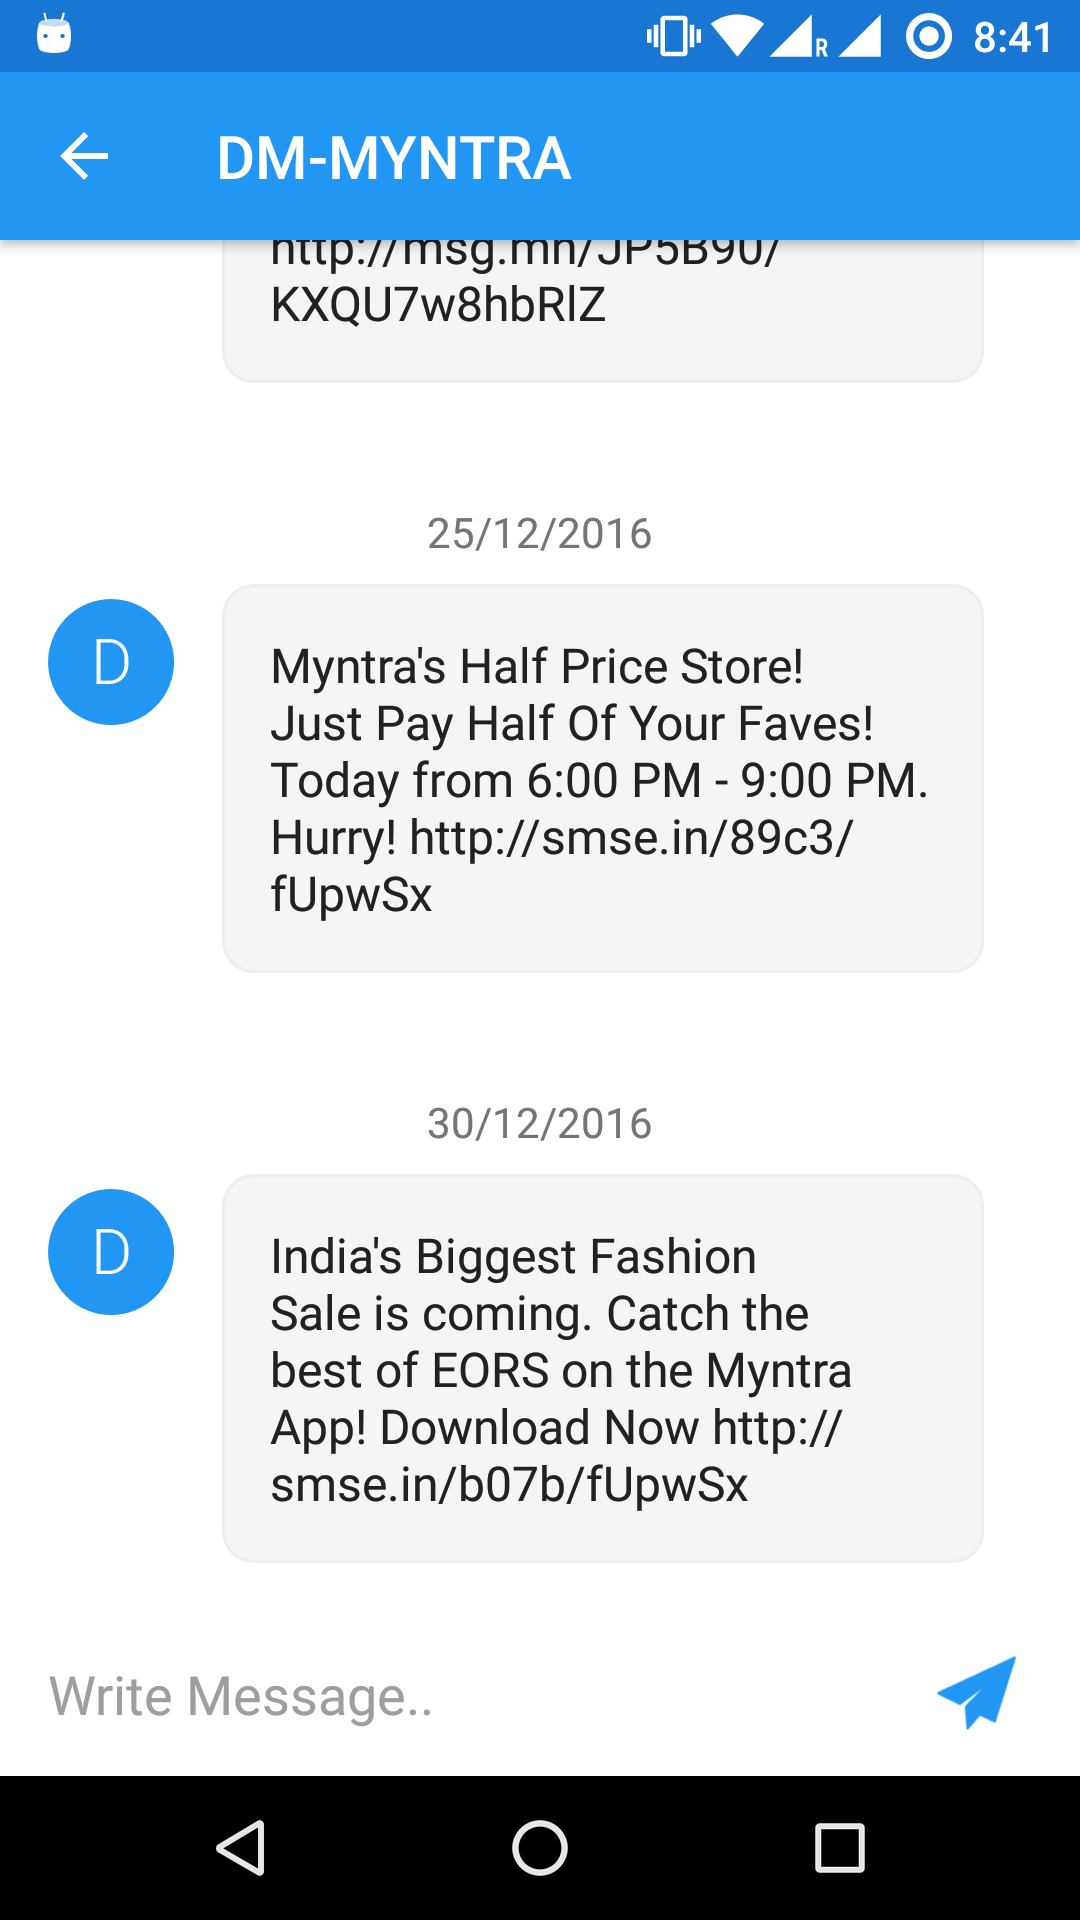 R 8:41
DM-MYNTRA
http://msg.mn/JP5B90/
KXQU7w8hbRlZ
25/12/2016
D
Myntra's Half Price Store!
Just Pay Half Of Your Faves!
Today from 6:00 PM - 9:00 PM.
Hurry! http://smse.in/89c3/
fUpwSx
30/12/2016
D
India's Biggest Fashion
Sale is coming. Catch the
best of EORS on the Myntra
App! Download Now http://
smse.in/b07b/fUpwSx
Write Message..